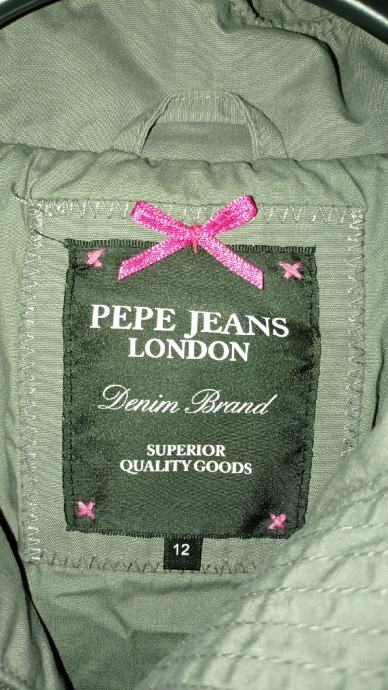 PEPE JEANS
LONDON
Denim Brand
SUPERIOR
QUALITY GOODS
12